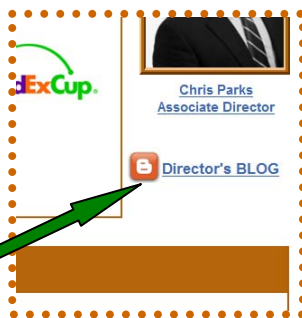 dExCup.
Chris Parks
Associate Director
Director's BLOG